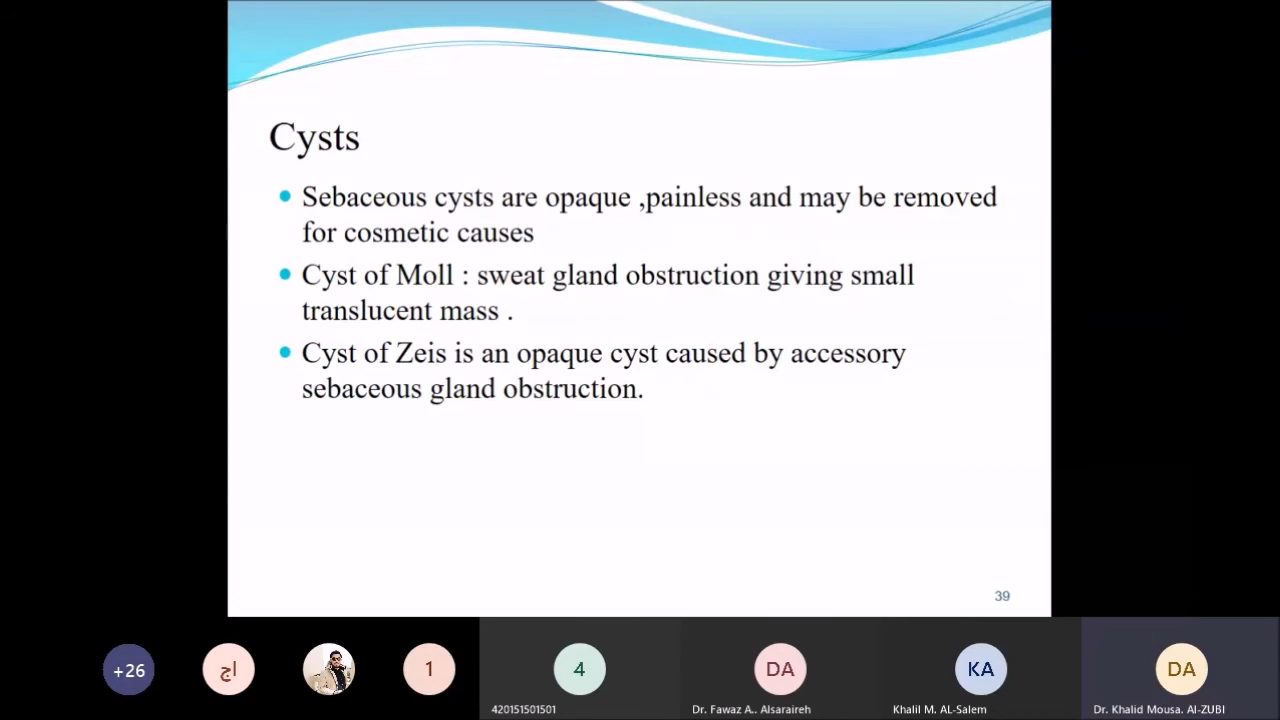 Cysts
Sebaceous cysts are opaque ,painless and may be removed
for cosmetic causes
Cyst of Moll : sweat gland obstruction giving small
translucent mass .
Cyst of Zeis is an opaque cyst caused by accessory
sebaceous gland obstruction.
39
+26
اج
1
4
DA
KA
DA
420151501501
Dr. Fawaz A.. Alsaraireh
Khalil M. AL-Salem
Dr. Khalid Mousa. Al-ZUBI